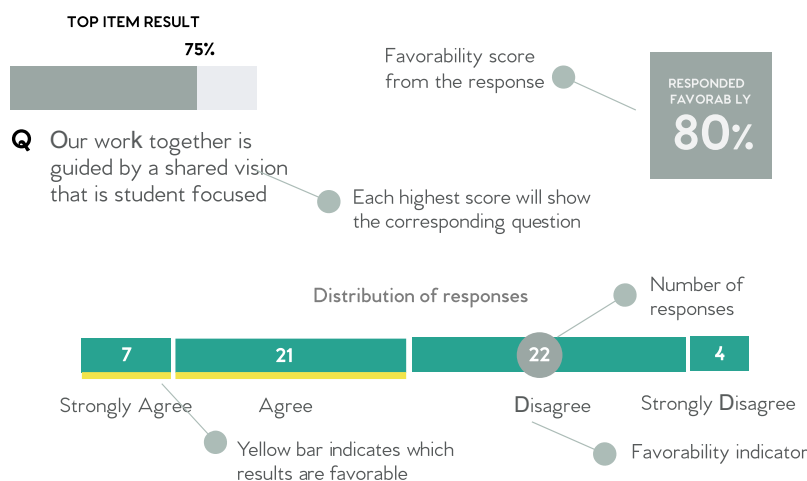 TOP ITEM RESULT
75%
Q Our work together is
guided by a shared vision
that is student focused
Favorability score
from the response
RESPONDED
FAVORAB LY
80%
Each highest score will show
the corresponding question
Distribution of responses
Number of
responses
7 21 22 4
Strongly Agree Agree Disagree Strongly Disagree
Yellow bar indicates which
results are favorable
Favorability indicator